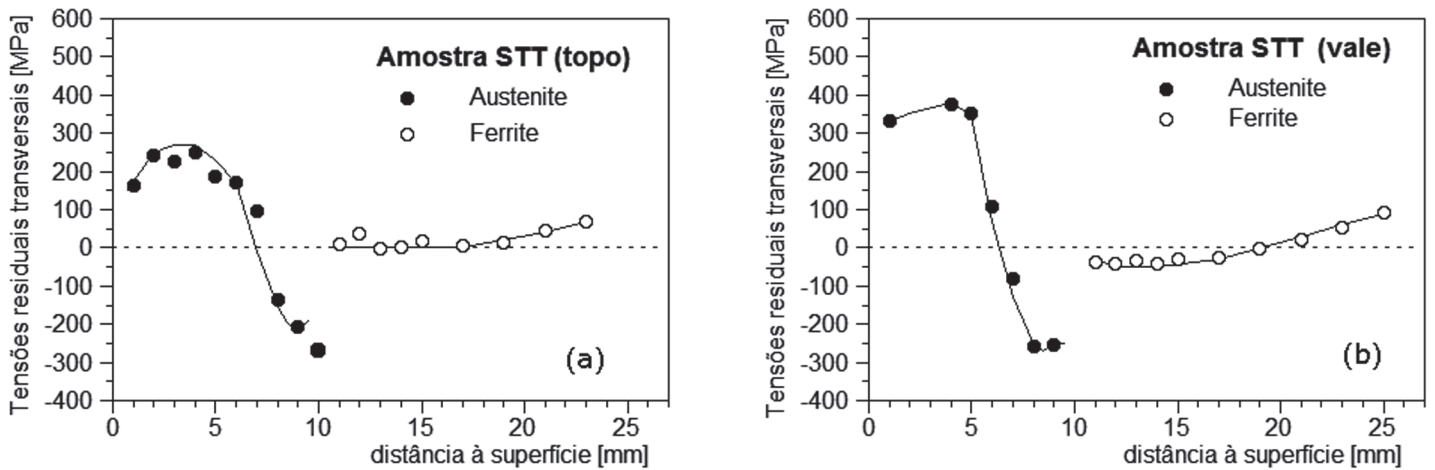 Tensões residuais transversais [MPa]
600
500
400
300
200
100
0
-100
-200
-300
-400
Amostra STT (topo)
Austenite
Ferrite
(a)
0 5 10 15 20 25
distância à superfície [mm]
Tensões residuais transversais [MPa]
600
500
400
300
200
100
0
-100
-200
-300
-400
Amostra STT (vale)
Austenite
Ferrite
(b)
0 5 10 15 20 25
distância à superfície [mm]